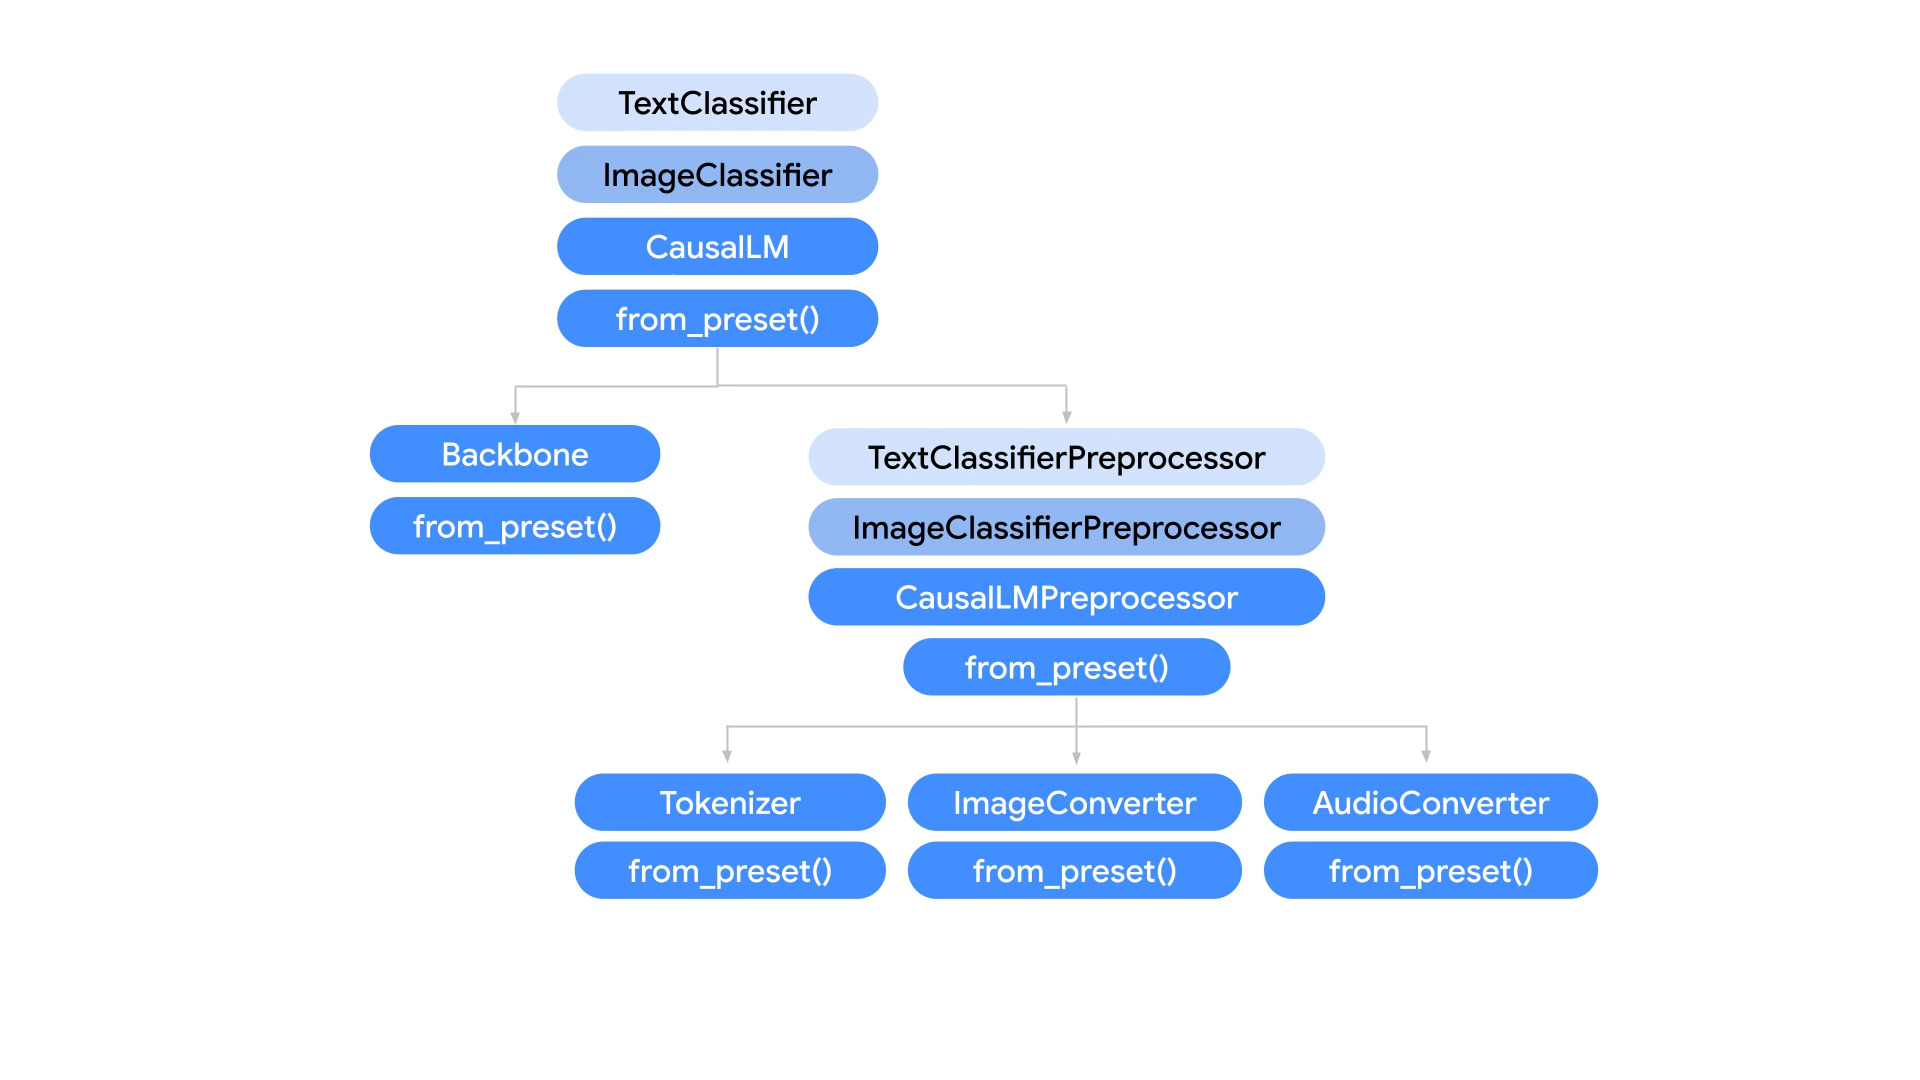 TextClassifier
ImageClassifier
CausalLM
from_preset()
Backbone
from_preset()
TextClassifierPreprocessor
ImageClassifierPreprocessor
CausalLMPreprocessor
from_preset()
Tokenizer
from_preset()
ImageConverter
from_preset()
AudioConverter
from_preset()